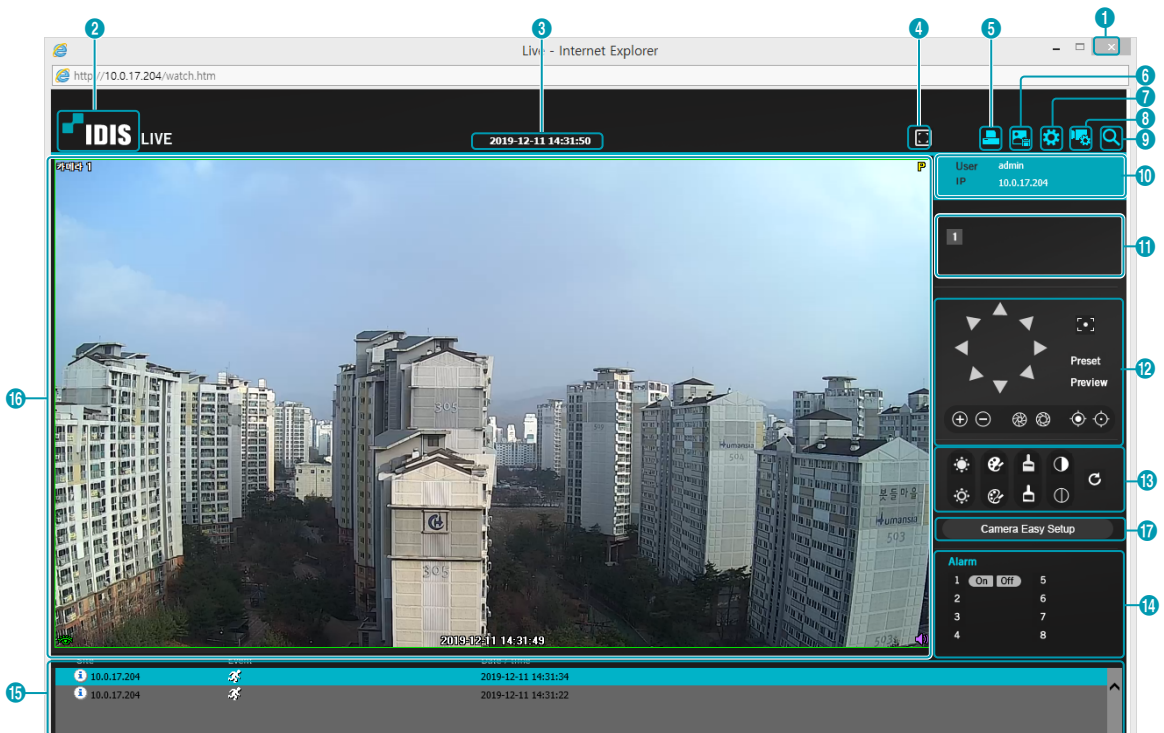 1
2
3
4
5
Live - Internet Explorer
http://10.0.17.204/watch.htm
6
7
8
9
IDIS LIVE
2019-12-11 14:31:50
카메라 1
P
User admin
IP 10.0.17.204
10
1
11
Preset
Preview
12
13
Camera Easy Setup
17
Alarm
1 On Off 5
2 6
3 7
4 8
14
16
305
Humansia
504
305
분들마을
Humansia
503
2019-12-11 14:31:49
503
Site Event Date / Time
10.0.17.204 2019-12-11 14:31:34
10.0.17.204 2019-12-11 14:31:22
15